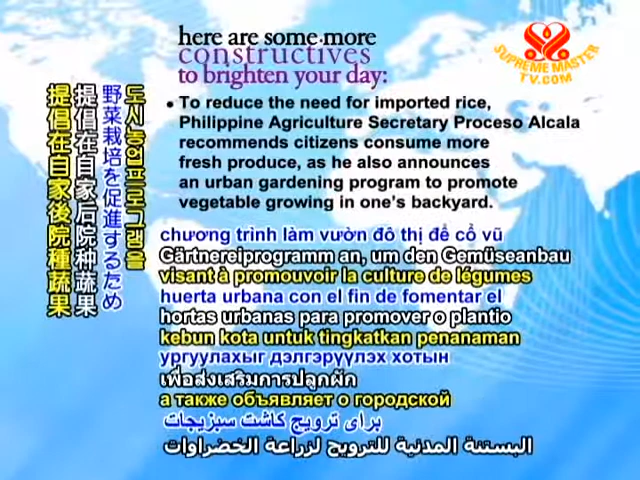 here are some more
constructives
to brighten your day:
SUPREME MASTER
TV.COM
• To reduce the need for imported rice,
Philippine Agriculture Secretary Proceso Alcala
recommends citizens consume more
fresh produce, as he also announces
an urban gardening program to promote
vegetable growing in one's backyard.
도시 농업 프로그램을
野菜栽培を促進するため
提倡在自家后院种蔬果
提倡在自家後院種蔬果
chương trình làm vườn đô thị để cổ vũ
Gärtnereiprogramm an, um den Gemüseanbau
visant à promouvoir la culture de légumes
huerta urbana con el fin de fomentar el
hortas urbanas para promover o plantio
kebun kota untuk tingkatkan penanaman
ургуулахыг дэлгэрүүлэх хотын
เพื่อส่งเสริมการปลูกผัก
а также объявляет о городской
برای ترویج کاشت سبزیجات
البستنة المدنية للترويج لزراعة الخضراوات